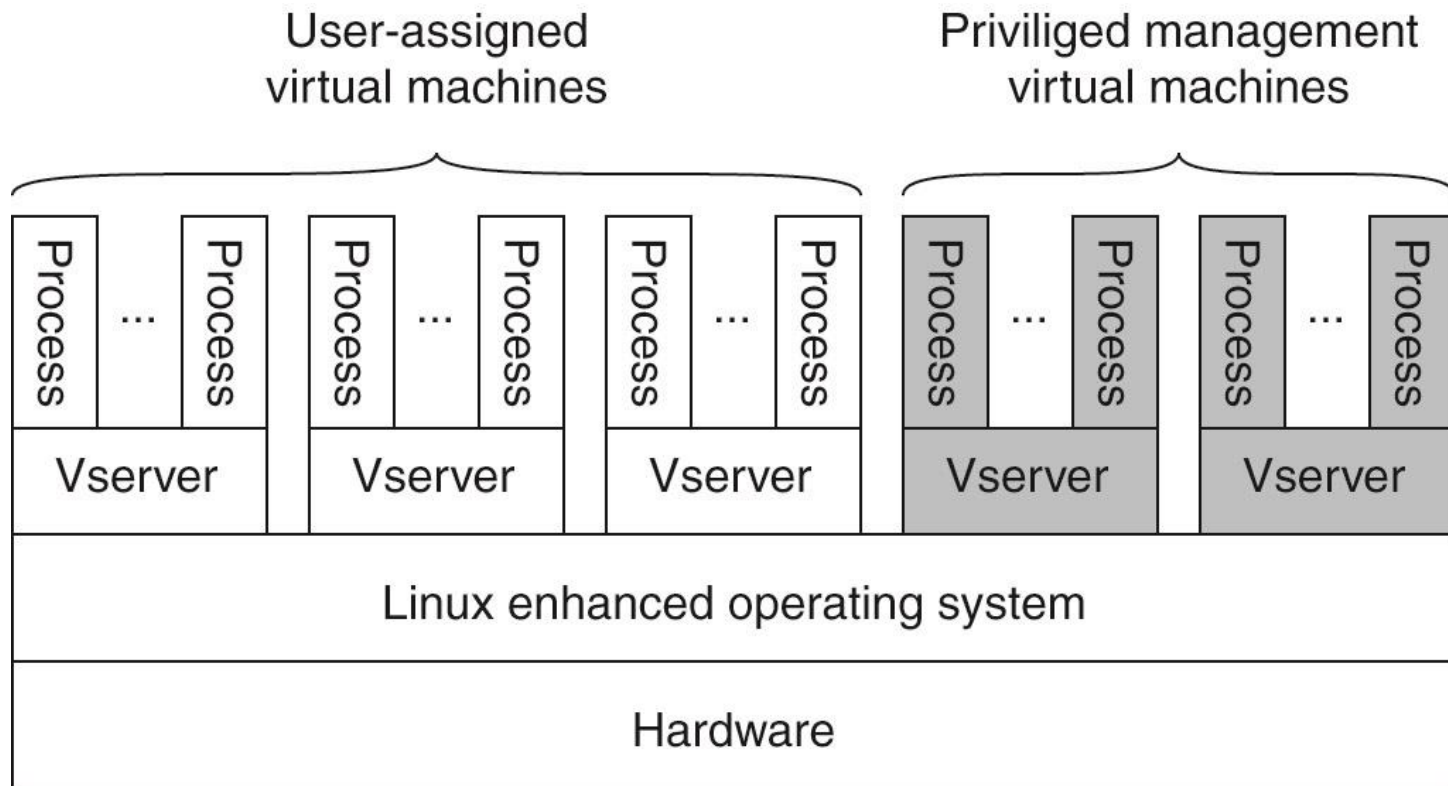 User-assigned
virtual machines
Priviliged management
virtual machines
Process
...
Process
Process
...
Process
Process
...
Process
Process
...
Process
Process
...
Process
Vserver
Vserver
Vserver
Vserver
Vserver
Linux enhanced operating system
Hardware